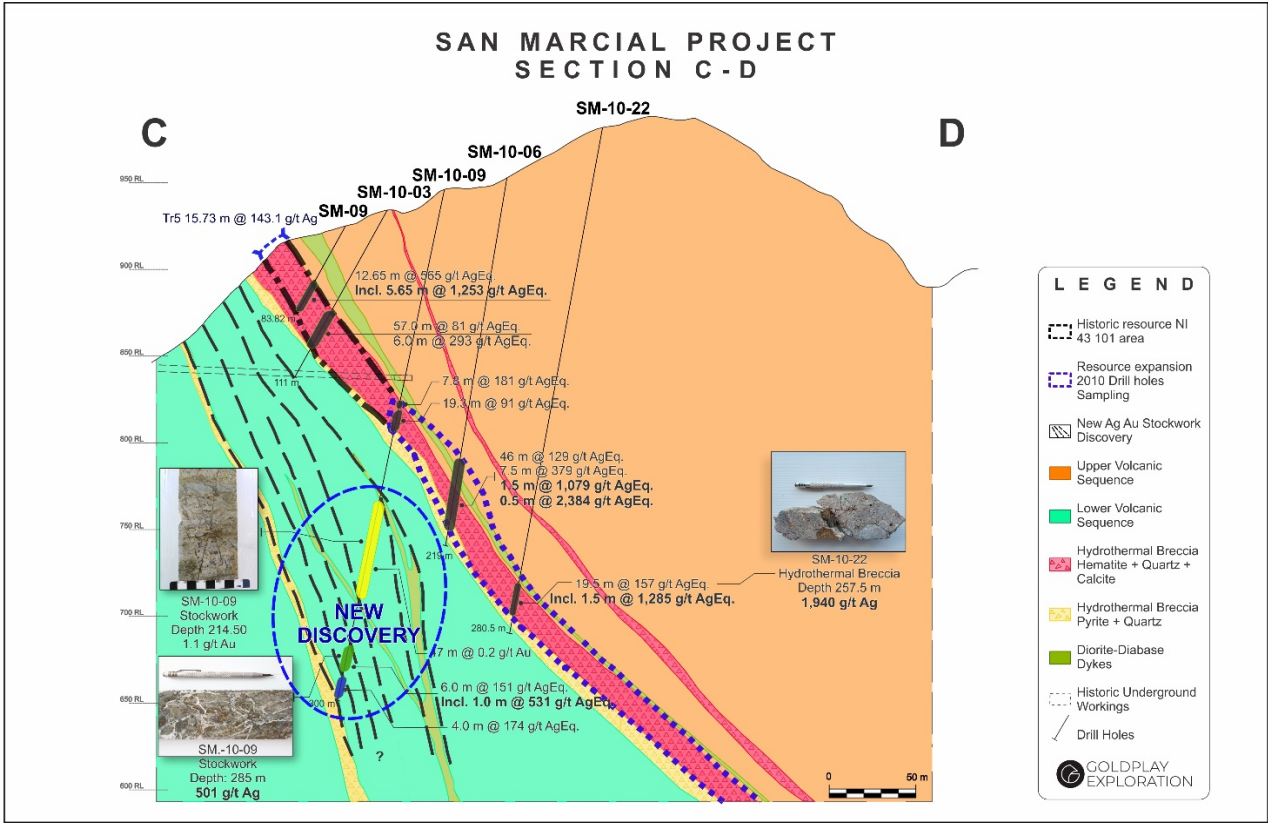 SAN MARCIAL PROJECT
SECTION C-D
SM-10-22
C
D
SM-10-06
SM-10-09
SM-10-03
SM-09
950 RL
Tr5 15.73 m @ 143.1 g/t Ag
900 RL
12.65 m @ 565 g/t AgEq.
Incl. 5.65 m @ 1,253 g/t AgEq.
83.82 m
57.0 m @ 81 g/t AgEq.
6.0 m @ 293 g/t AgEq.
850 RL
111 m
7.8 m @ 181 g/t AgEq.
19.3 m @ 91 g/t AgEq.
800 RL
46 m @ 129 g/t AgEq.
7.5 m @ 379 g/t AgEq.
1.5 m @ 1,079 g/t AgEq.
0.5 m @ 2,384 g/t AgEq.
750 RL
219 m
SM-10-22
Hydrothermal Breccia
Depth 257.5 m
1,940 g/t Ag
19.5 m @ 157 g/t AgEq.
Incl. 1.5 m @ 1,285 g/t AgEq.
SM-10-09
Stockwork
Depth 214.50
1.1 g/t Au
700 RL
280.5 m
NEW
DISCOVERY
47 m @ 0.2 g/t Au
6.0 m @ 151 g/t AgEq.
Incl. 1.0 m @ 531 g/t AgEq.
650 RL
300 m
4.0 m @ 174 g/t AgEq.
?
SM.-10-09
Stockwork
Depth: 285 m
501 g/t Ag
600 RL
0
50 m
LEGEND
Historic resource NI
43 101 area
Resource expansion
2010 Drill holes
Sampling
New Ag Au Stockwork
Discovery
Upper Volcanic
Sequence
Lower Volcanic
Sequence
Hydrothermal Breccia
Hematite + Quartz +
Calcite
Hydrothermal Breccia
Pyrite + Quartz
Diorite-Diabase
Dykes
Historic Underground
Workings
Drill Holes
GOLDPLAY
EXPLORATION